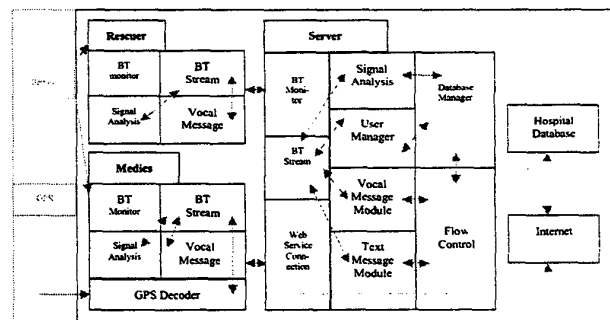 Rescuer
BT
monitor
BT
Stream
Signal
Analysis
Vocal
Message
Medics
BT
Monitor
BT
Stream
Signal
Analysis
Vocal
Message
GPS Decoder
GPS
Server
BT
Moni-
tor
BT
Stream
Web
Service
Con-
nection
Signal
Analysis
User
Manager
Vocal
Message
Module
Text
Message
Module
Database
Manager
Flow
Control
Hospital
Database
Internet